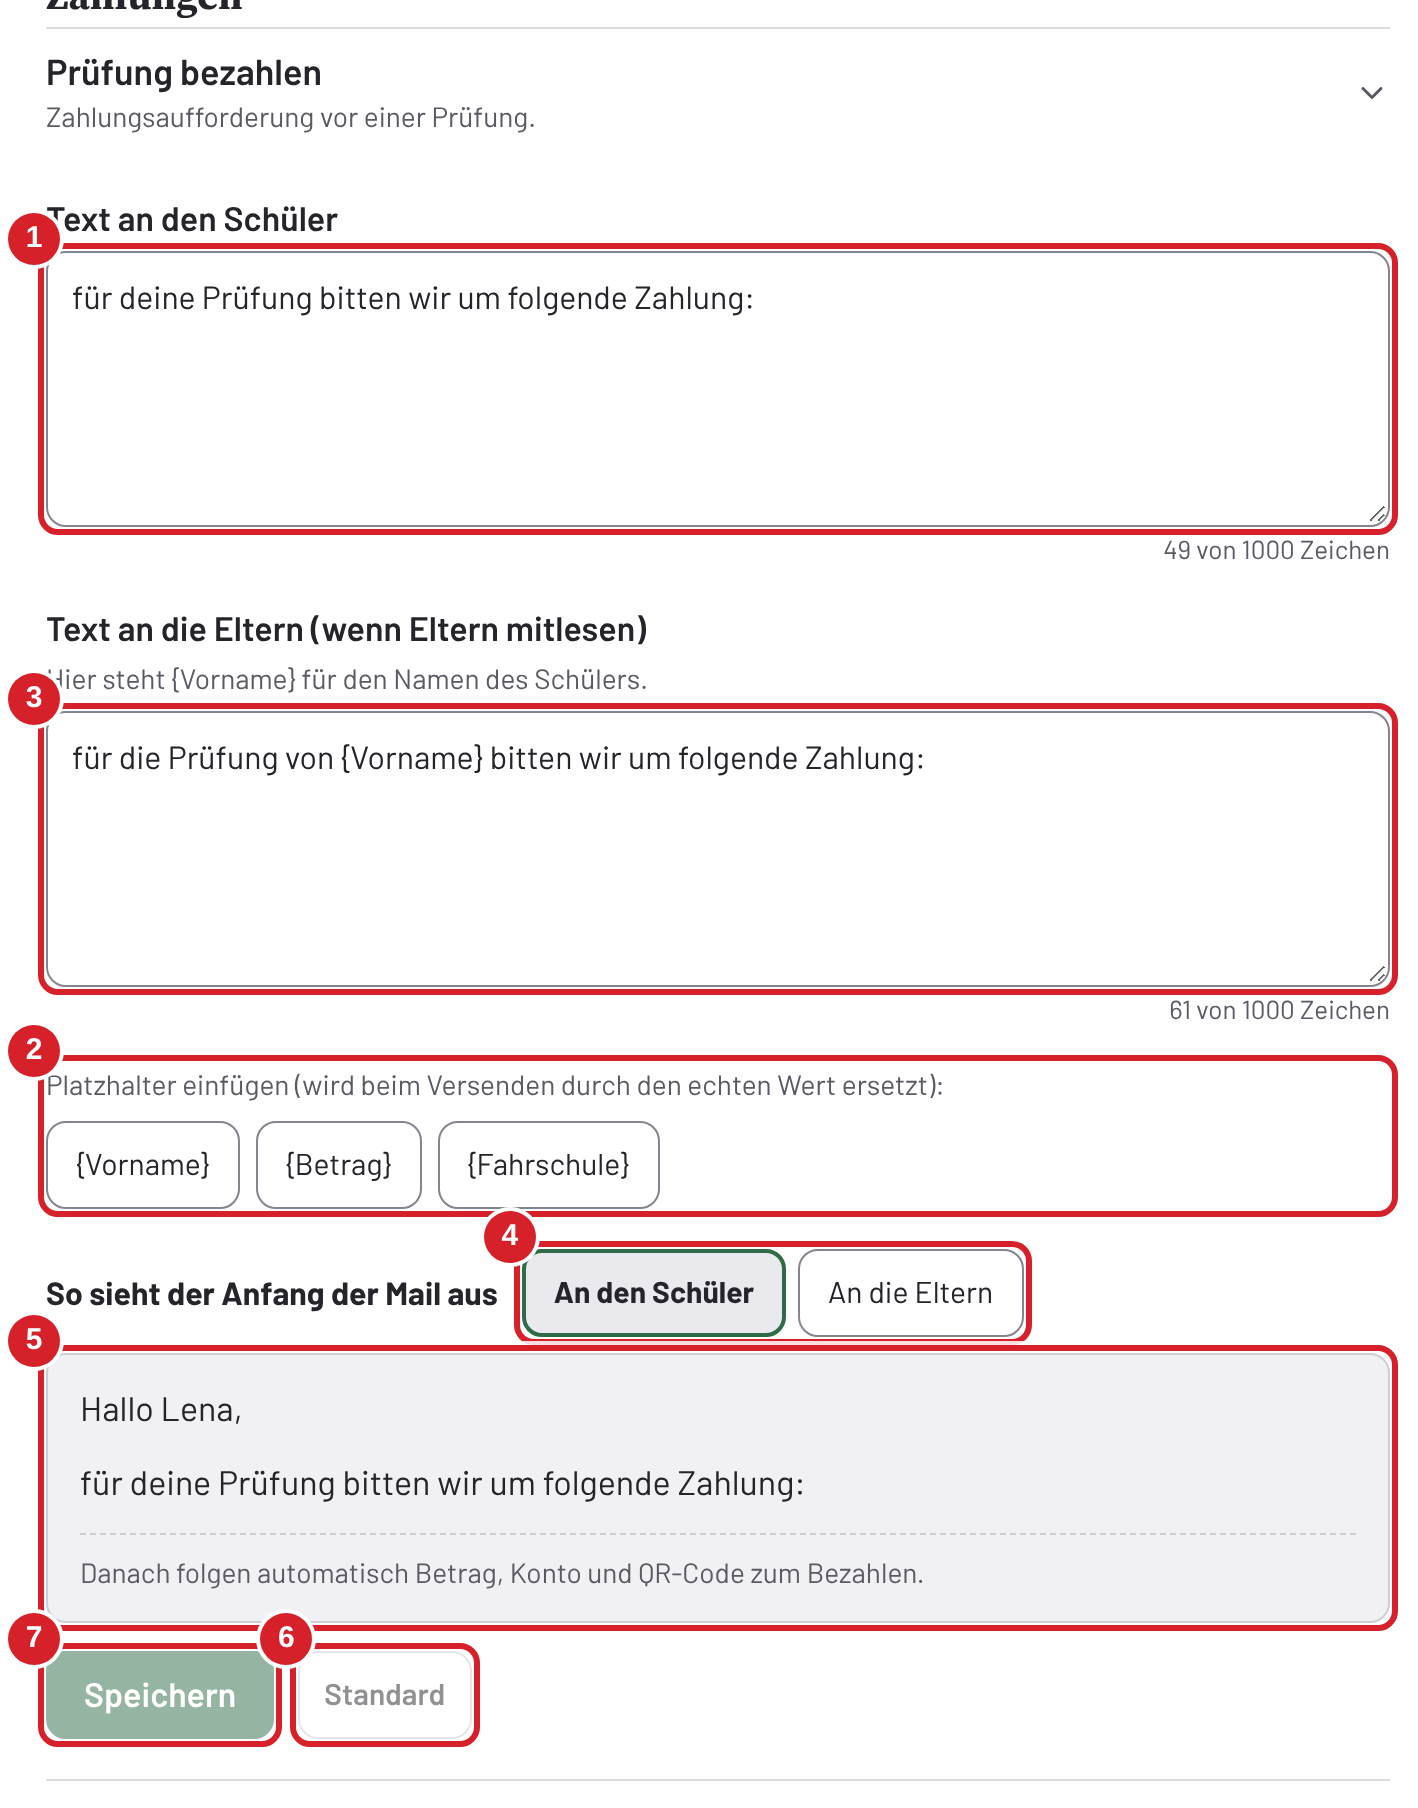 Zahlungen
Prüfung bezahlen
Zahlungsaufforderung vor einer Prüfung.
Text an den Schüler
1
für deine Prüfung bitten wir um folgende Zahlung:
49 von 1000 Zeichen
Text an die Eltern (wenn Eltern mitlesen)
Hier steht {Vorname} für den Namen des Schülers.
3
für die Prüfung von {Vorname} bitten wir um folgende Zahlung:
61 von 1000 Zeichen
2
Platzhalter einfügen (wird beim Versenden durch den echten Wert ersetzt):
{Vorname} {Betrag} {Fahrschule}
4
So sieht der Anfang der Mail aus An den Schüler An die Eltern
5
Hallo Lena,
für deine Prüfung bitten wir um folgende Zahlung:
Danach folgen automatisch Betrag, Konto und QR-Code zum Bezahlen.
7 6
Speichern Standard